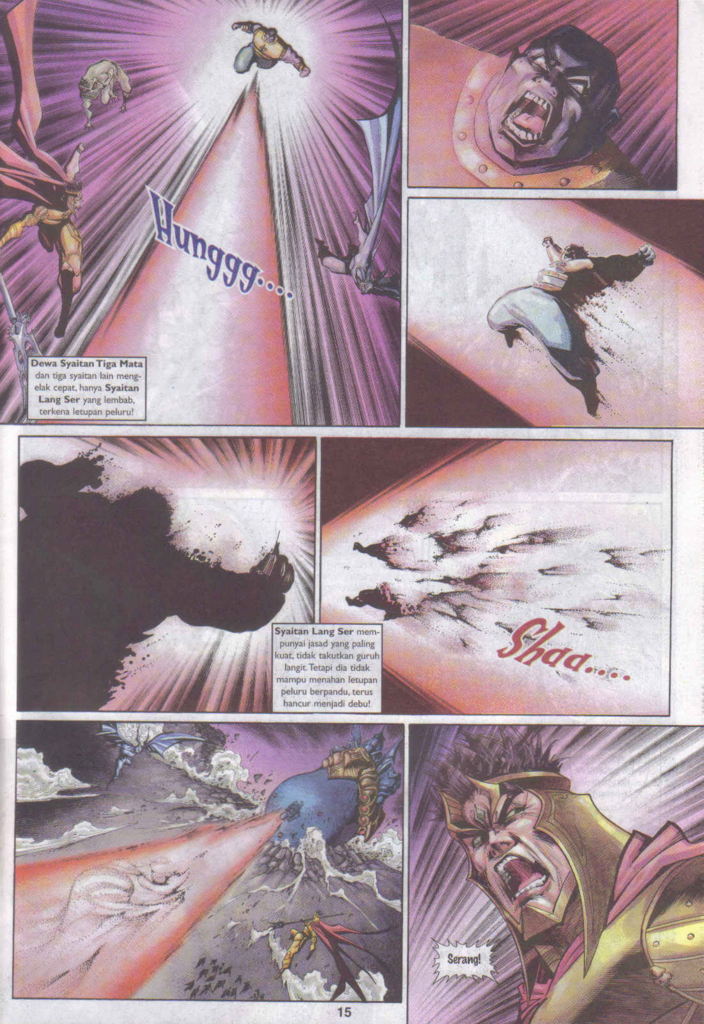 Hunggg....
Dewa Syaitan Tiga Mata
dan tiga syaitan lain meng-
elak cepat, hanya Syaitan
Lang Ser yang lembab,
terkena letupan peluru!
Syaitan Lang Ser mem-
punyai jasad yang paling
kuat, tidak takutkan guruh
langit. Tetapi dia tidak
mampu menahan letupan
peluru berpandu, terus
hancur menjadi debu!
Shaa....
Serang!
15